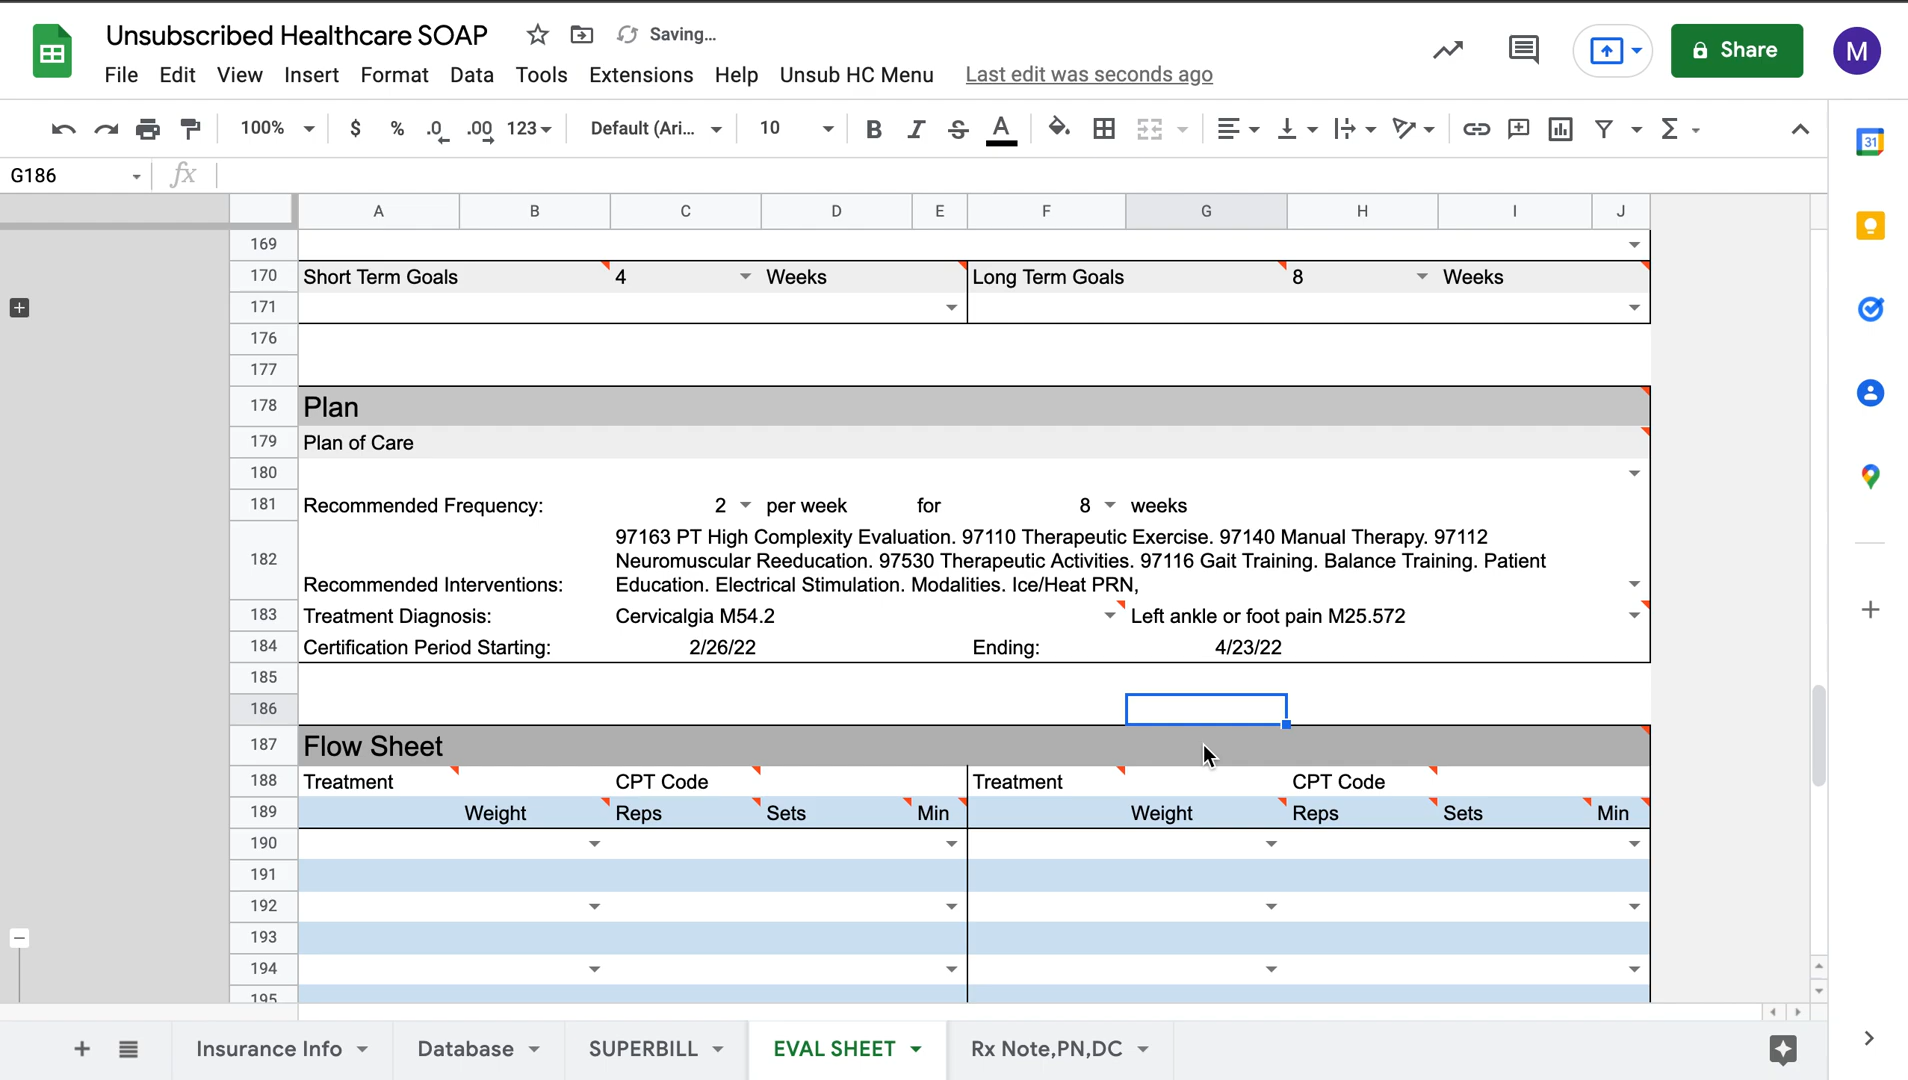 Unsubscribed Healthcare SOAP
Saving...
File Edit View Insert Format Data Tools Extensions Help Unsub HC Menu Last edit was seconds ago
Share
M
100% $ % .0 .00 123 Default (Ari... 10 B I S A
31
G186 fx
A B C D E F G H I J
169
170 Short Term Goals 4 Weeks Long Term Goals 8 Weeks
171
176
177
178 Plan
179 Plan of Care
180
181 Recommended Frequency: 2 per week for 8 weeks
97163 PT High Complexity Evaluation. 97110 Therapeutic Exercise. 97140 Manual Therapy. 97112
182 Neuromuscular Reeducation. 97530 Therapeutic Activities. 97116 Gait Training. Balance Training. Patient
Recommended Interventions: Education. Electrical Stimulation. Modalities. Ice/Heat PRN,
183 Treatment Diagnosis: Cervicalgia M54.2 Left ankle or foot pain M25.572
184 Certification Period Starting: 2/26/22 Ending: 4/23/22
185
186
187 Flow Sheet
188 Treatment CPT Code Treatment CPT Code
189 Weight Reps Sets Min Weight Reps Sets Min
190
191
192
193
194
195
Insurance Info Database SUPERBILL EVAL SHEET Rx Note,PN,DC